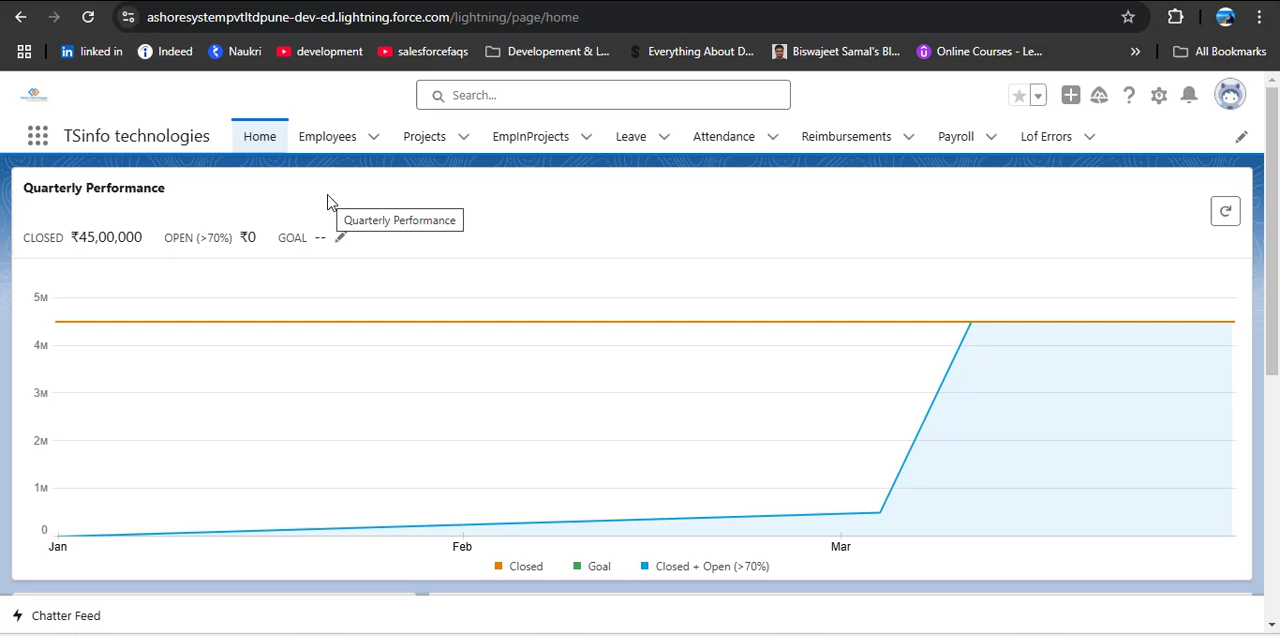 ashoresystempvtltdpune-dev-ed.lightning.force.com/lightning/page/home
linked in Indeed Naukri development salesforcefaqs Developement & L... Everything About D... Biswajeet Samal's Bl... Online Courses - Le... » All Bookmarks
Search...
TSinfo technologies Home Employees Projects EmpInProjects Leave Attendance Reimbursements Payroll Lof Errors
Quarterly Performance
Quarterly Performance
CLOSED ₹45,00,000 OPEN (>70%) ₹0 GOAL --
5M
4M
3M
2M
1M
0
Jan Feb Mar
Closed Goal Closed + Open (>70%)
Chatter Feed